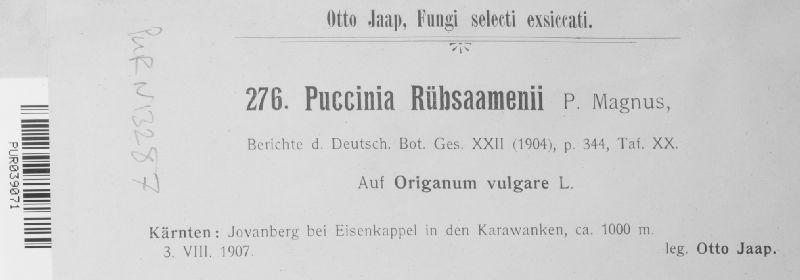 Otto Jaap, Fungi selecti exsiccati.
276. Puccinia Rübsaamenii P. Magnus,
Berichte d. Deutsch. Bot. Ges. XXII (1904), p. 344, Taf. XX.
Auf Origanum vulgare L.
Kärnten: Jovanberg bei Eisenkappel in den Karawanken, ca. 1000 m.
3. VIII. 1907.
leg. Otto Jaap.
PUR N13287
PUR039071